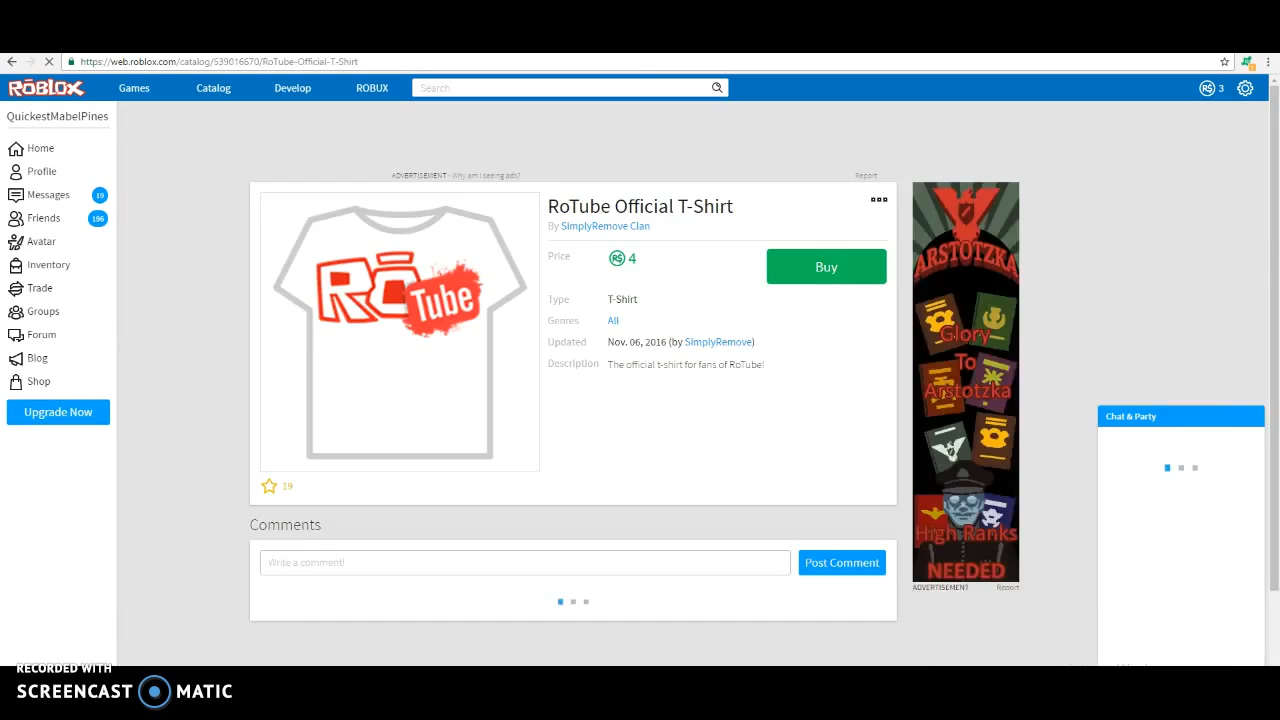 https://web.roblox.com/catalog/539016670/RoTube-Official-T-Shirt
ROBLOX
Games
Catalog
Develop
ROBUX
Search
R$ 3
QuickestMabelPines
Home
Profile
Messages 19
Friends 196
Avatar
Inventory
Trade
Groups
Forum
Blog
Shop
Upgrade Now
ADVERTISEMENT - Why am I seeing ads?
Report
RŌ
Tube
19
RoTube Official T-Shirt
By SimplyRemove Clan
Price R$ 4
Buy
Type T-Shirt
Genres All
Updated Nov. 06, 2016 (by SimplyRemove)
Description The official t-shirt for fans of RoTube!
Comments
Write a comment!
Post Comment
ARSTOTZKA
Glory
To
Arstotzka
High Ranks
NEEDED
ADVERTISEMENT
Report
Chat & Party
RECORDED WITH
SCREENCAST MATIC